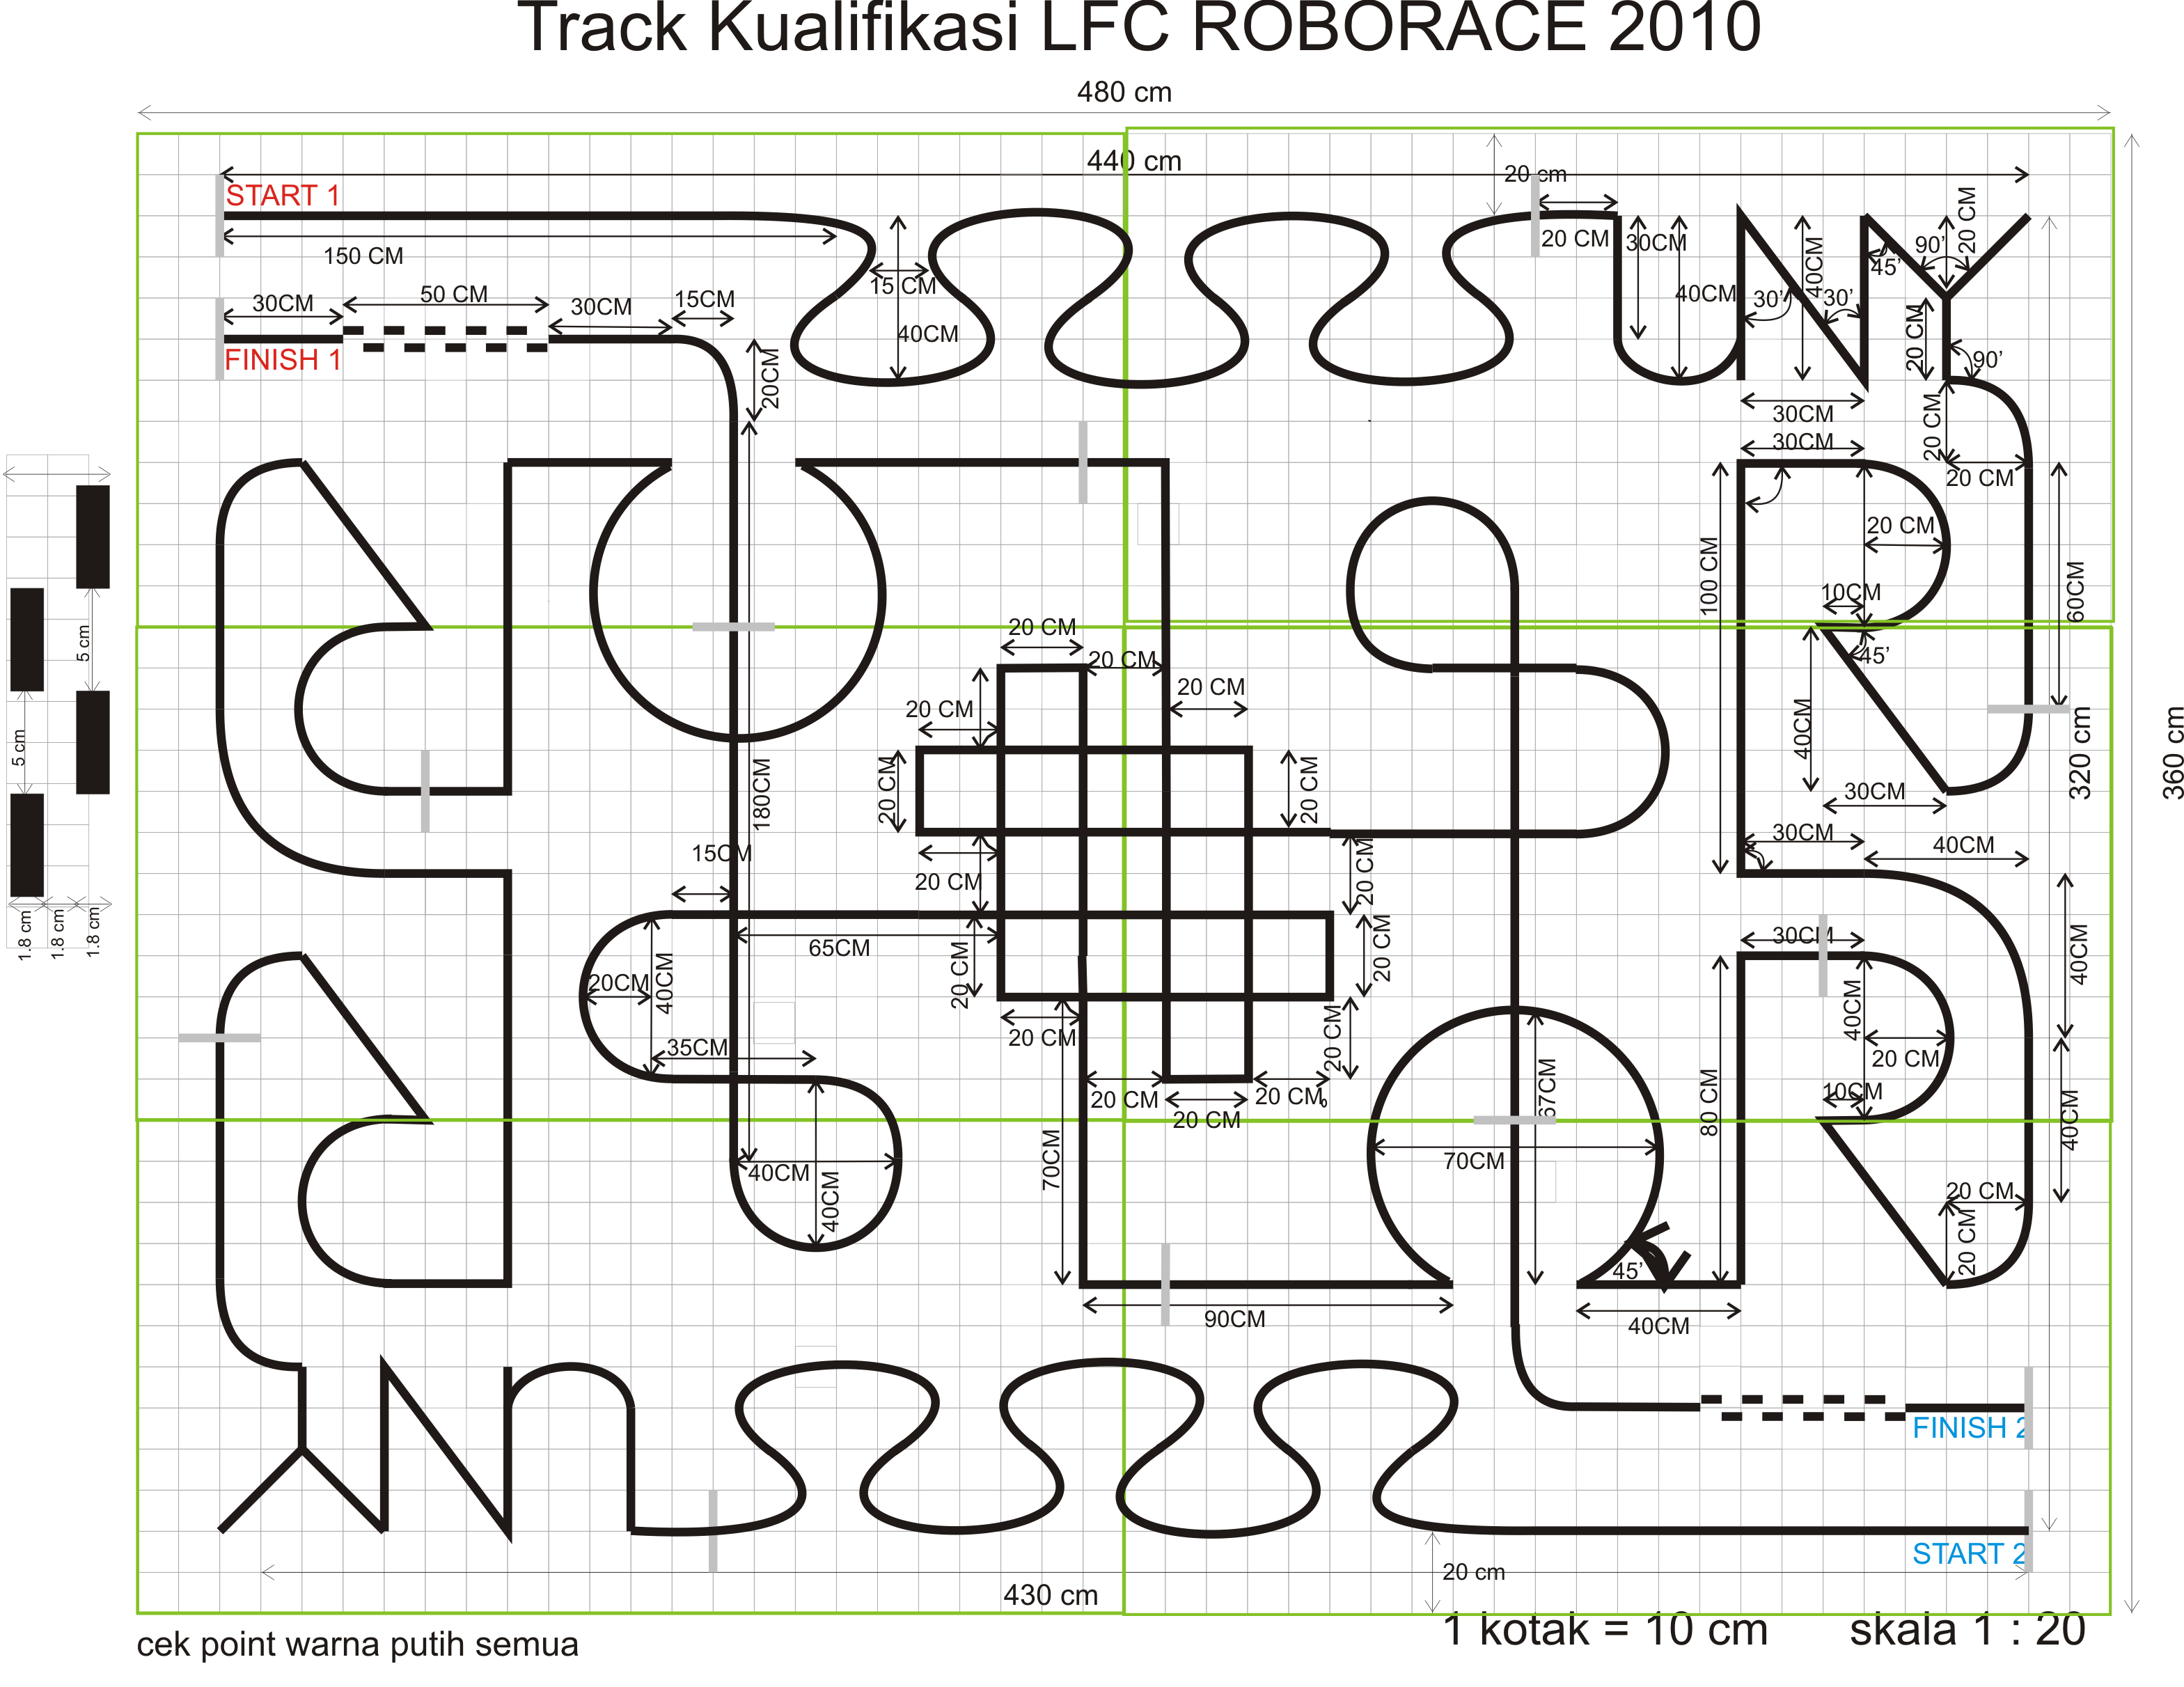 Track Kualifikasi LFC ROBORACE 2010
480 cm
440 cm
20 cm
START 1
150 CM
15 CM
40CM
20 CM
30CM
40CM
30'
40CM
30'
45'
90'
20 CM
20 CM
90'
30CM
50 CM
30CM
15CM
FINISH 1
20CM
30CM
30CM
20 CM
20 CM
20 CM
100 CM
10CM
60CM
45'
40CM
30CM
320 cm
360 cm
5 cm
5 cm
1.8 cm
1.8 cm
1.8 cm
20 CM
20 CM
20 CM
20 CM
20 CM
20 CM
180CM
15CM
20 CM
20 CM
30CM
40CM
65CM
20 CM
20 CM
30CM
40CM
20CM
40CM
35CM
20 CM
20 CM
40CM
20 CM
10CM
40CM
20 CM
20 CM
20 CM
67CM
80 CM
70CM
70CM
40CM
40CM
20 CM
20 CM
45'
90CM
40CM
FINISH 2
START 2
20 cm
430 cm
1 kotak = 10 cm skala 1 : 20
cek point warna putih semua